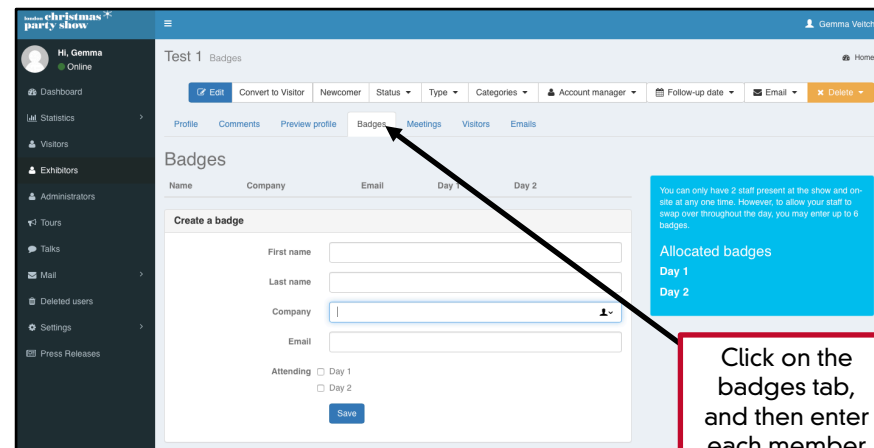 london christmas
party show
Gemma Veitch
Hi, Gemma
Online
Test 1 Badges
Home
Dashboard
Edit Convert to Visitor Newcomer Status Type Categories Account manager Follow-up date Email Delete
Statistics
Profile Comments Preview profile Badges Meetings Visitors Emails
Visitors
Badges
Exhibitors
Name Company Email Day 1 Day 2
Administrators
You can only have 2 staff present at the show and on-
site at any one time. However, to allow your staff to
swap over throughout the day, you may enter up to 6
badges.
Tours
Create a badge
Talks
First name
Allocated badges
Mail
Last name
Day 1
Day 2
Deleted users
Company
Settings
Email
Press Releases
Attending Day 1
Day 2
Save
Click on the
badges tab,
and then enter
each member